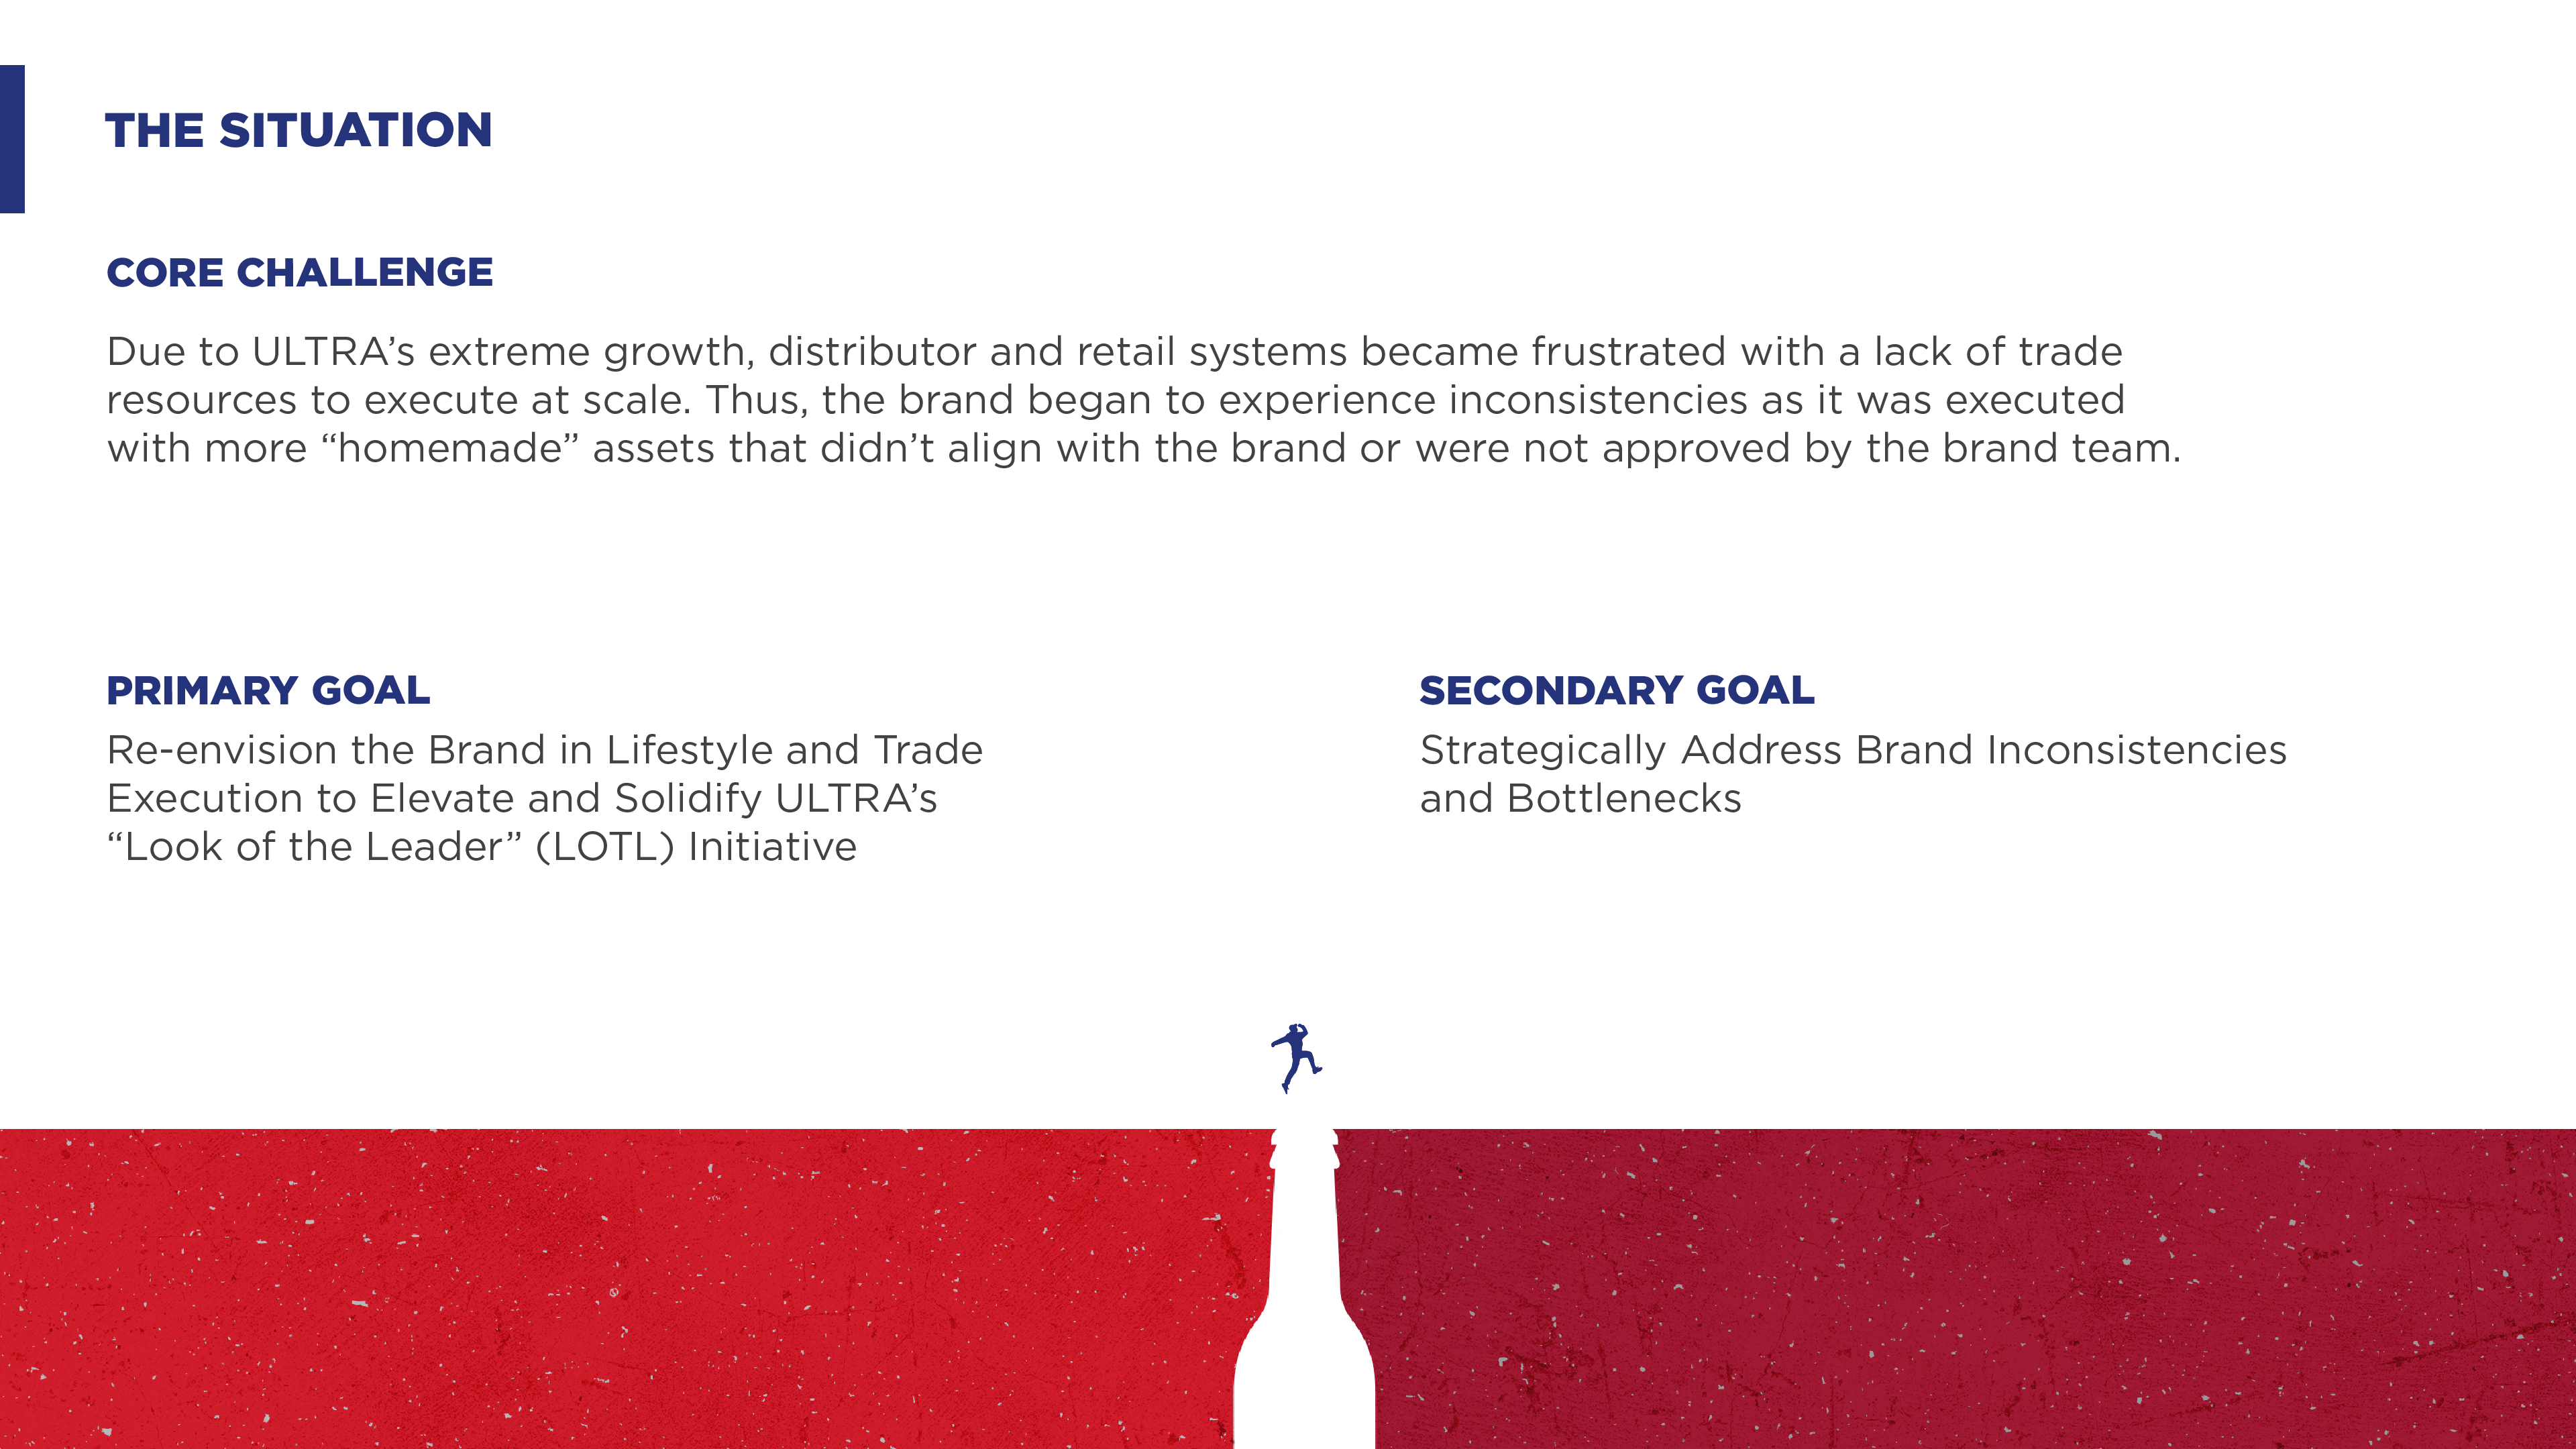 THE SITUATION
CORE CHALLENGE
Due to ULTRA’s extreme growth, distributor and retail systems became frustrated with a lack of trade
resources to execute at scale. Thus, the brand began to experience inconsistencies as it was executed
with more “homemade” assets that didn’t align with the brand or were not approved by the brand team.
PRIMARY GOAL
Re-envision the Brand in Lifestyle and Trade
Execution to Elevate and Solidify ULTRA’s
“Look of the Leader” (LOTL) Initiative
SECONDARY GOAL
Strategically Address Brand Inconsistencies
and Bottlenecks